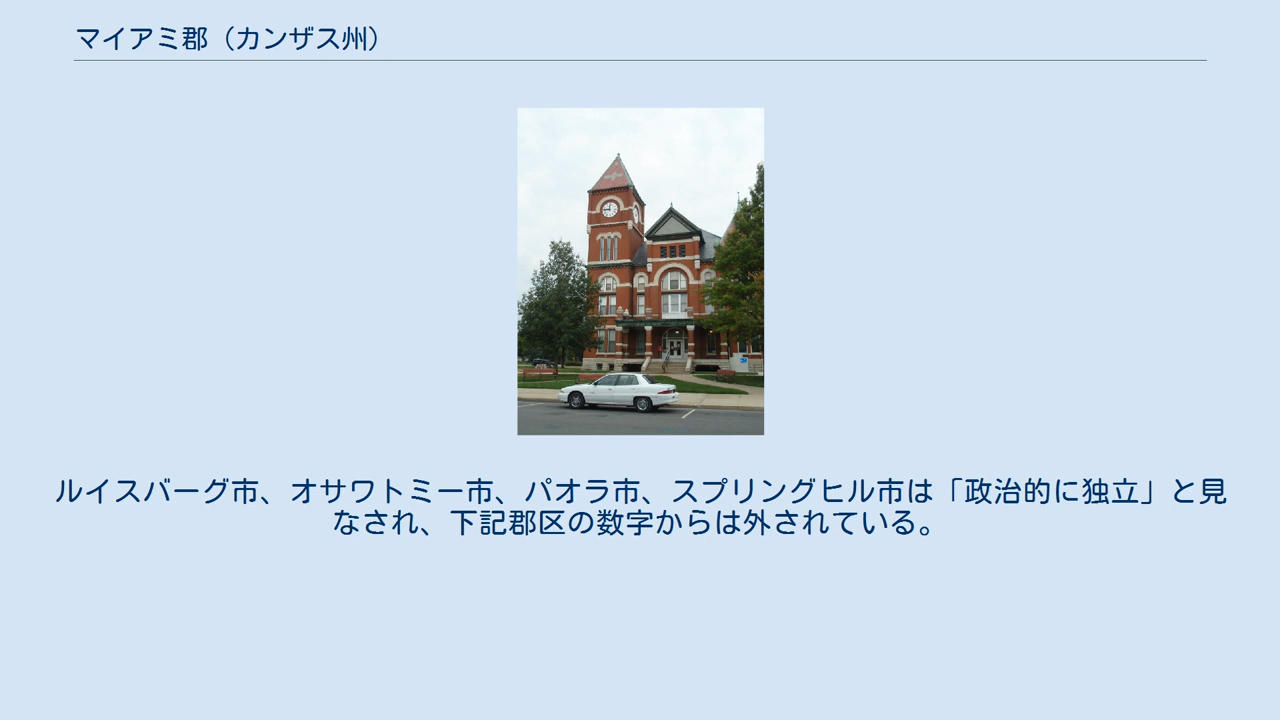 マイアミ郡（カンザス州）
ルイスバーグ市、オサワトミー市、パオラ市、スプリングヒル市は「政治的に独立」と見
なされ、下記郡区の数字からは外されている。